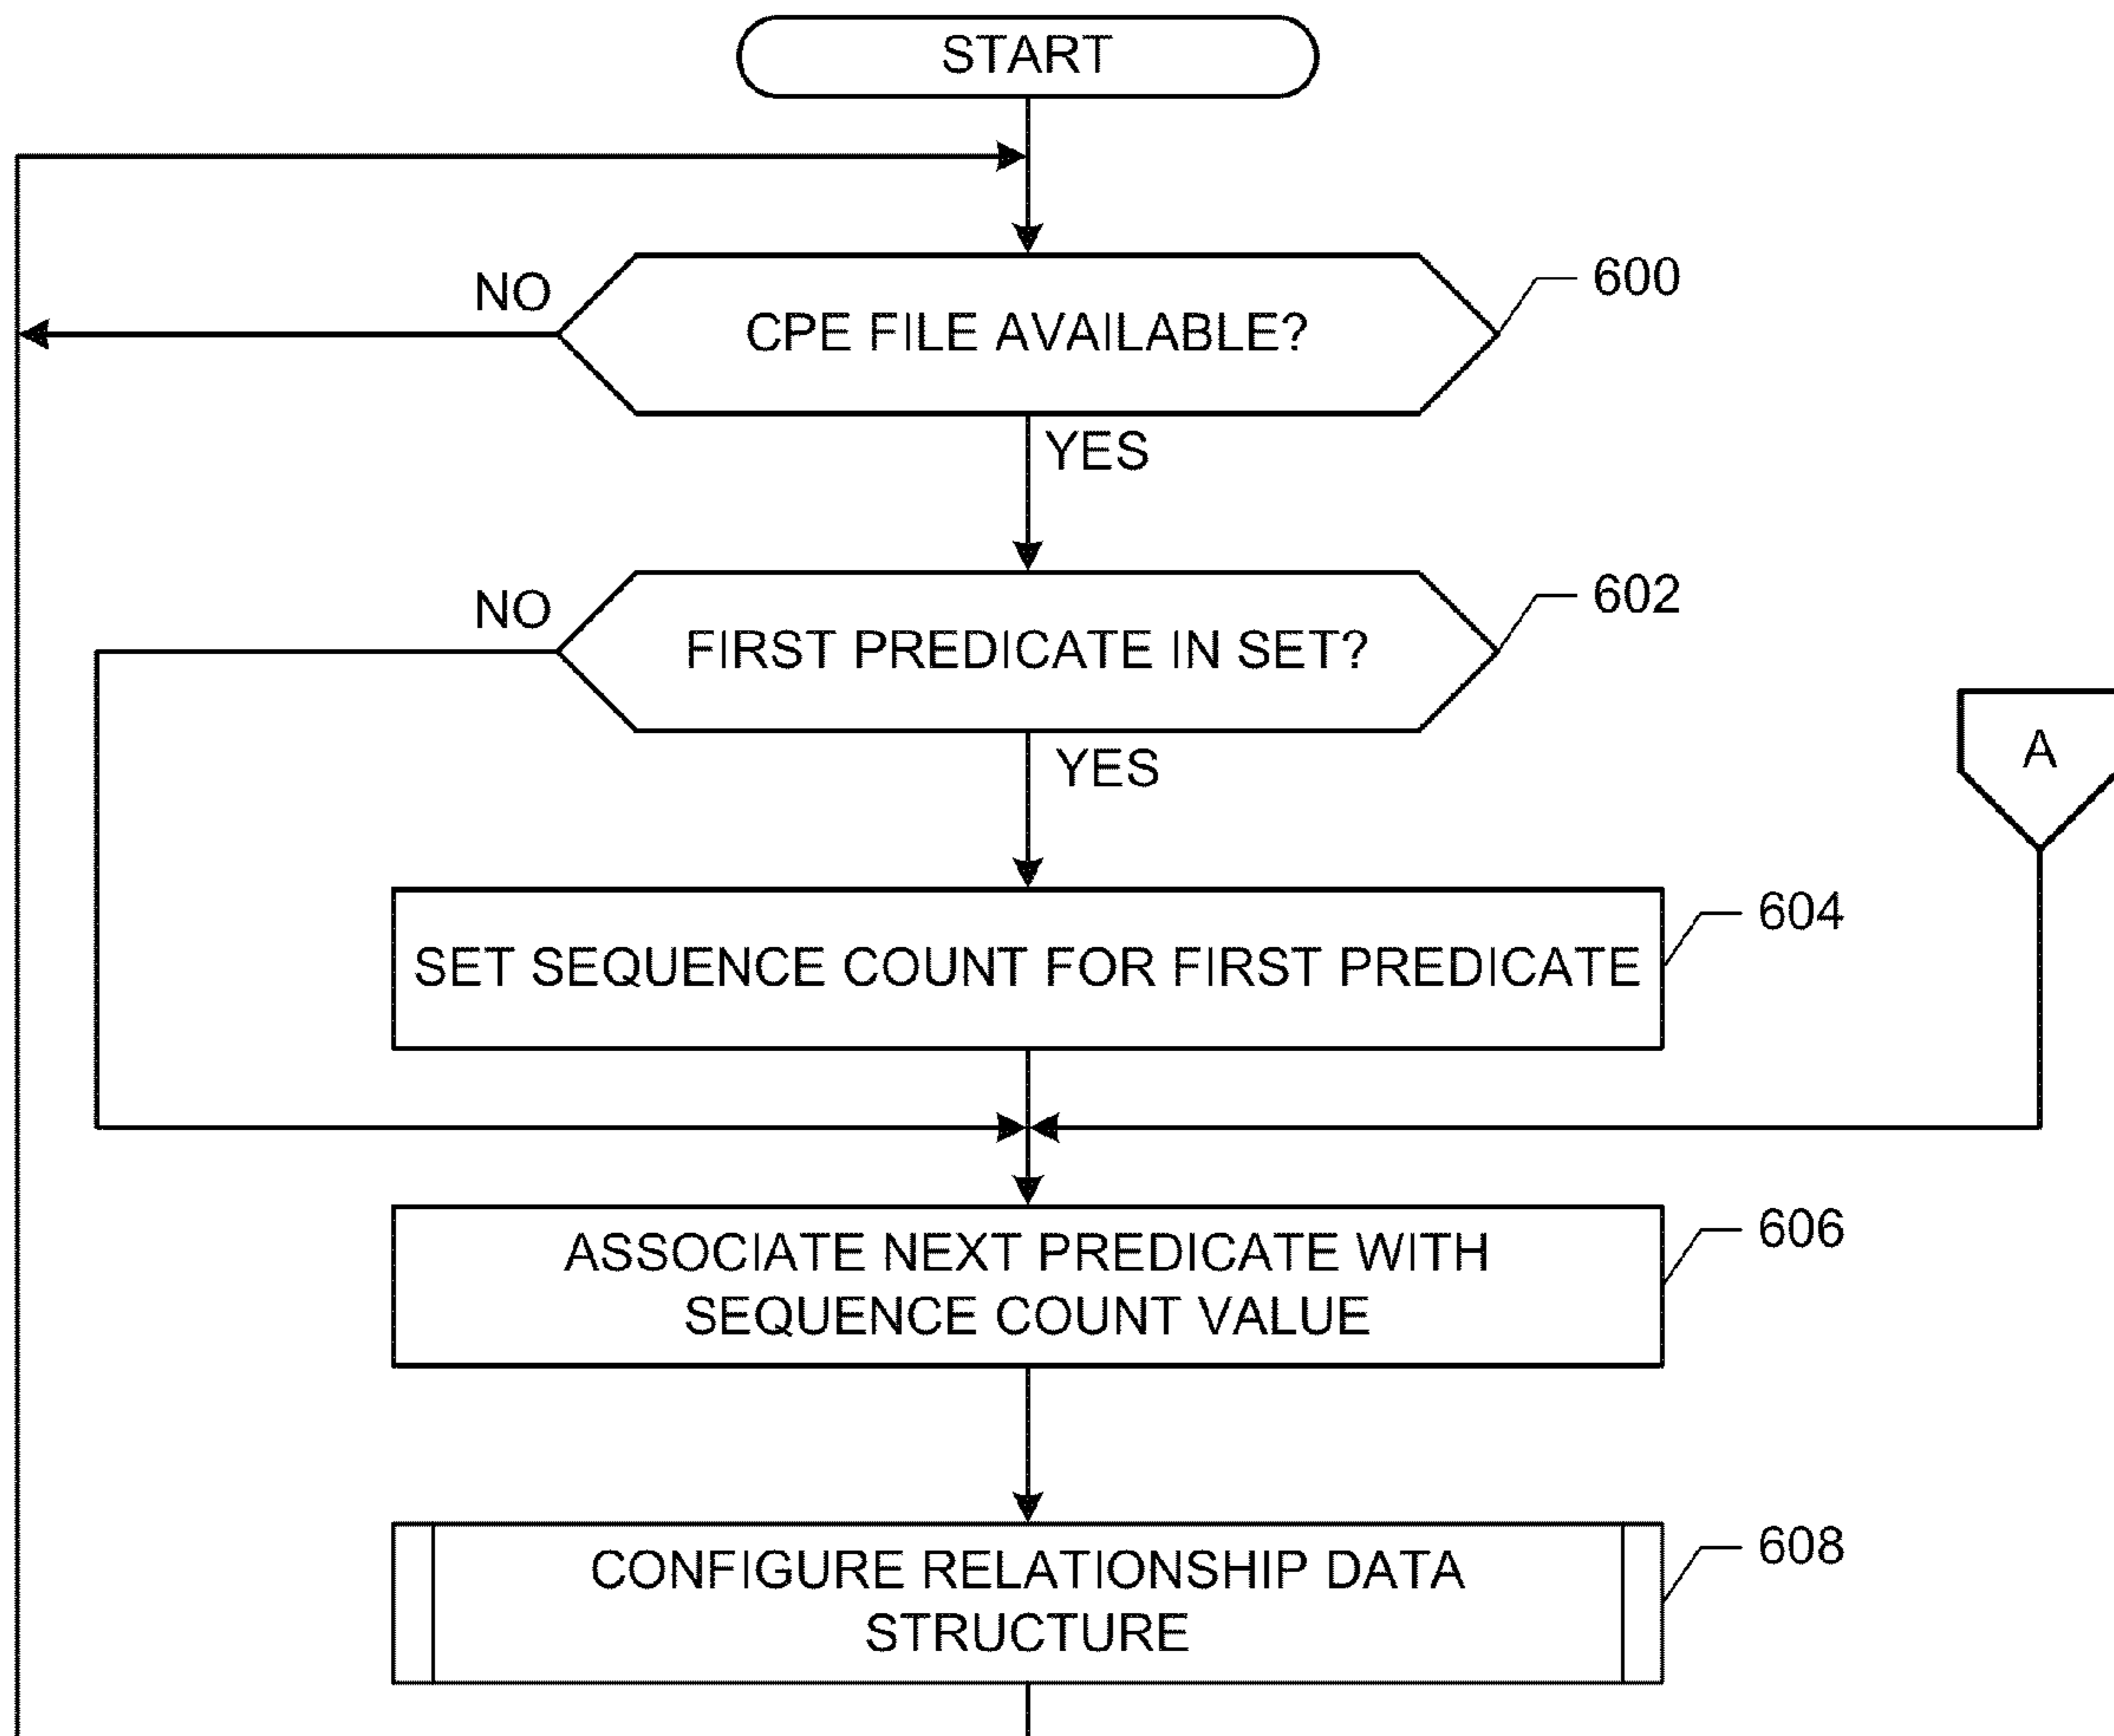 START
NO
600
CPE FILE AVAILABLE?
YES
NO
602
FIRST PREDICATE IN SET?
A
YES
604
SET SEQUENCE COUNT FOR FIRST PREDICATE
606
ASSOCIATE NEXT PREDICATE WITH
SEQUENCE COUNT VALUE
608
CONFIGURE RELATIONSHIP DATA
STRUCTURE